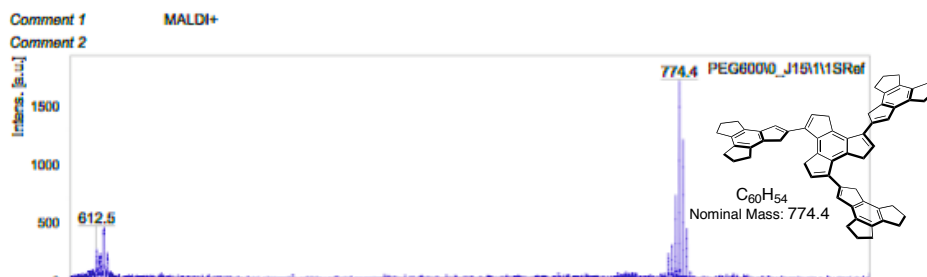 Comment 1 MALDI+
Comment 2
Intens. [a.u.]
774.4 PEG600\0_J15\1\1SRef
1500
1000
500
612.5
C60H54
Nominal Mass: 774.4